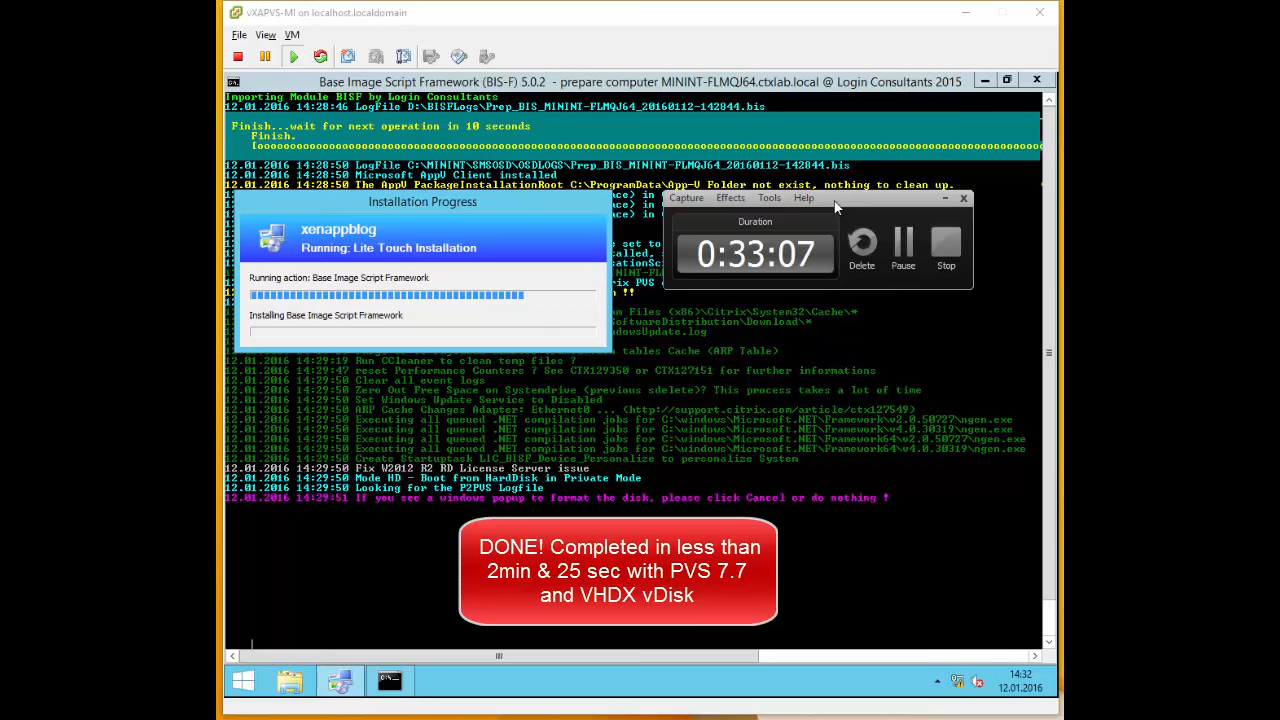 vXAPVS-MI on localhost.localdomain
File View VM
Base Image Script Framework (BIS-F) 5.0.2 - prepare computer MININT-FLMQJ64.ctxlab.local @ Login Consultants 2015
Importing Module BISF by Login Consultants
12.01.2016 14:28:46 LogFile D:\BISFLogs\Prep_BIS_MININT-FLMQJ64_20160112-142844.bis
Finish...wait for next operation in 10 seconds
Finish.
12.01.2016 14:28:50 LogFile C:\MININT\SMSOSD\OSDLOGS\Prep_BIS_MININT-FLMQJ64_20160112-142844.bis
12.01.2016 14:28:50 Microsoft AppV Client installed
12.01.2016 14:28:50 The AppV PackageInstallationRoot C:\ProgramData\App-V Folder not exist, nothing to clean up.
Installation Progress
xenappblog
Running: Lite Touch Installation
Running action: Base Image Script Framework
Installing Base Image Script Framework
Capture Effects Tools Help
Duration
0:33:07
Delete Pause Stop
tables Cache (ARP Table)
12.01.2016 14:29:19 Run CCleaner to clean temp files ?
12.01.2016 14:29:47 reset Performance Counters ? See CTX129350 or CTX127151 for further informations
12.01.2016 14:29:50 Clear all event logs
12.01.2016 14:29:50 Zero Out Free Space on Systemdrive (previous sdelete)? This process takes a lot of time
12.01.2016 14:29:50 Set Windows Update Service to Disabled
12.01.2016 14:29:50 ARP Cache Changes Adapter: Ethernet0 ... (http://support.citrix.com/article/ctx127549)
12.01.2016 14:29:50 Executing all queued .NET compilation jobs for C:\windows\Microsoft.NET\Framework\v2.0.50727\ngen.exe
12.01.2016 14:29:50 Executing all queued .NET compilation jobs for C:\windows\Microsoft.NET\Framework\v4.0.30319\ngen.exe
12.01.2016 14:29:50 Executing all queued .NET compilation jobs for C:\windows\Microsoft.NET\Framework64\v2.0.50727\ngen.exe
12.01.2016 14:29:50 Executing all queued .NET compilation jobs for C:\windows\Microsoft.NET\Framework64\v4.0.30319\ngen.exe
12.01.2016 14:29:50 Create Startuptask LIC_BISF_Device_Personalize to personalize System
12.01.2016 14:29:50 Fix W2012 R2 RD License Server issue
12.01.2016 14:29:50 Mode HD - Boot from HardDisk in Private Mode
12.01.2016 14:29:50 Looking for the P2PVS Logfile
12.01.2016 14:29:51 If you see a windows popup to format the disk, please click Cancel or do nothing !
DONE! Completed in less than
2min & 25 sec with PVS 7.7
and VHDX vDisk
14:32
12.01.2016